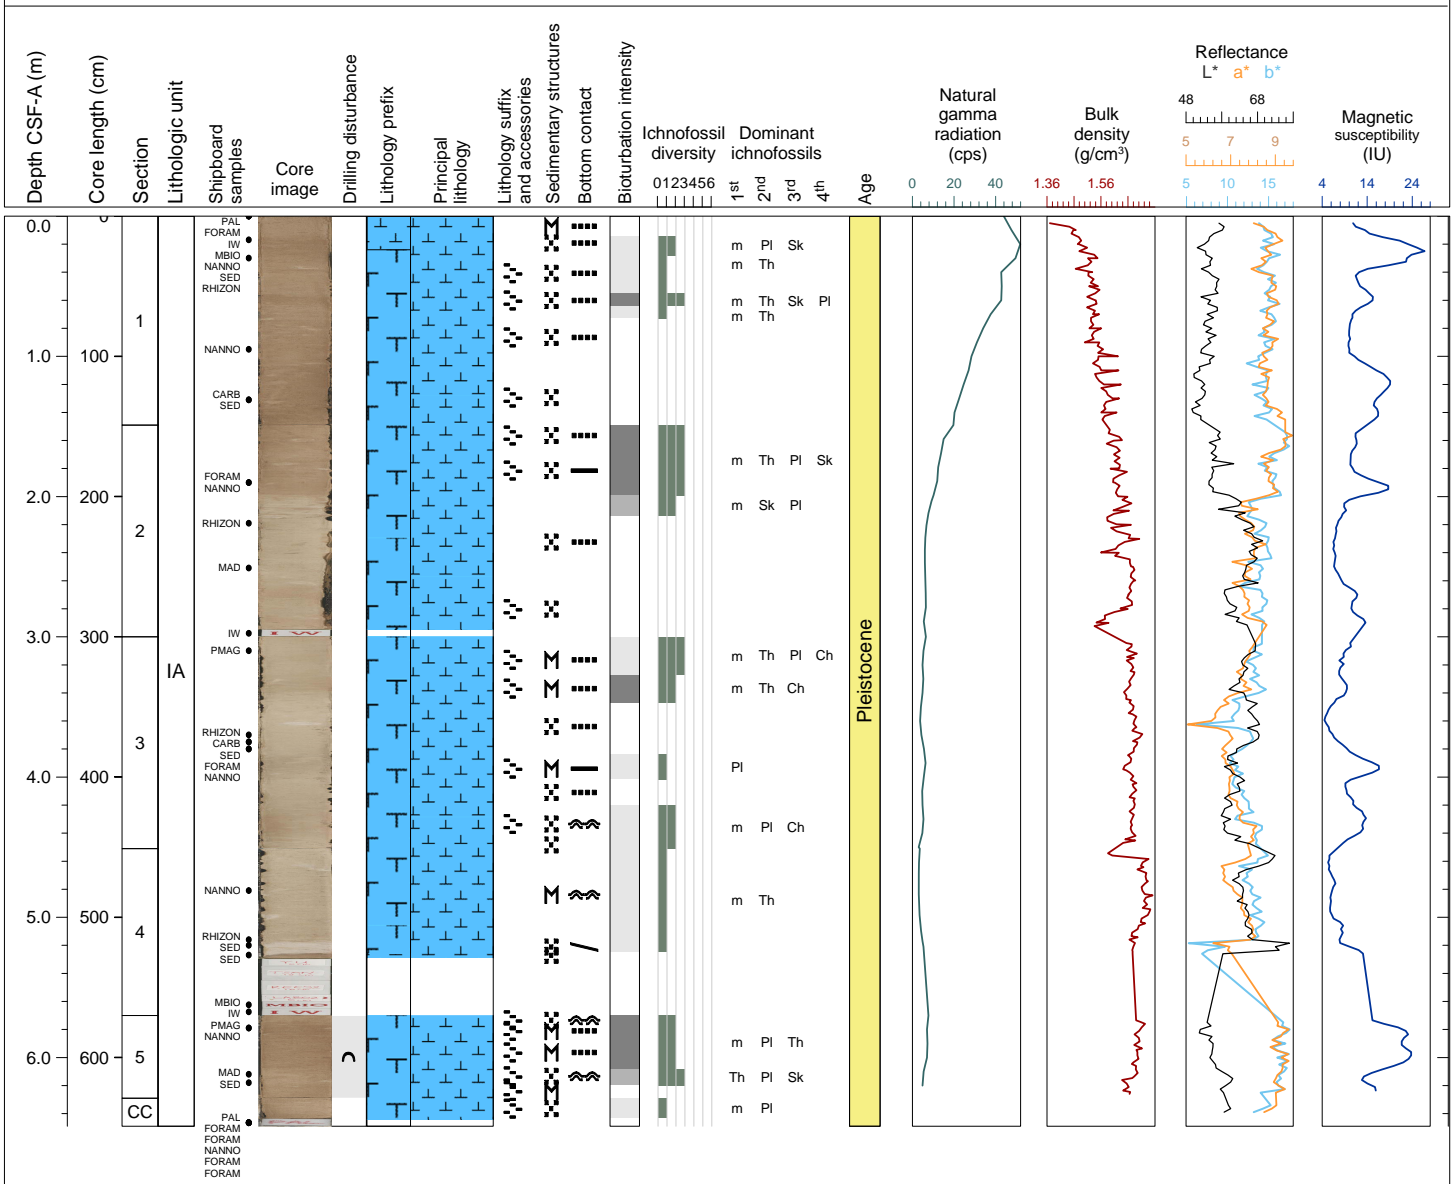 Depth CSF-A (m)
Core length (cm)
Section
Lithologic unit
Shipboard
samples
Core
image
Drilling disturbance
Lithology prefix
Principal
lithology
Lithology suffix
and accessories
Sedimentary structures
Bottom contact
Bioturbation intensity
Ichnofossil
diversity
0123456
Dominant
ichnofossils
1st 2nd 3rd 4th
Age
Natural
gamma
radiation
(cps)
0 20 40
Bulk
density
(g/cm³)
1.36 1.56
Reflectance
L* a* b*
48 68
5 7 9
5 10 15
Magnetic
susceptibility
(IU)
4 14 24
0.0
1.0
2.0
3.0
4.0
5.0
6.0
0
100
200
300
400
500
600
1
2
3
4
5
CC
IA
PAL
FORAM
IW
MBIO
NANNO
SED
RHIZON
NANNO
CARB
SED
FORAM
NANNO
RHIZON
MAD
IW
PMAG
RHIZON
CARB
SED
FORAM
NANNO
NANNO
RHIZON
SED
SED
MBIO
IW
PMAG
NANNO
MAD
SED
PAL
FORAM
FORAM
NANNO
FORAM
FORAM
I W
MBIO
I W
PAL
m Pl Sk
m Th
m Th Sk Pl
m Th
m Th Pl Sk
m Sk Pl
m Th Pl Ch
m Th Ch
Pl
m Pl Ch
m Th
m Pl Th
Th Pl Sk
m Pl
Pleistocene